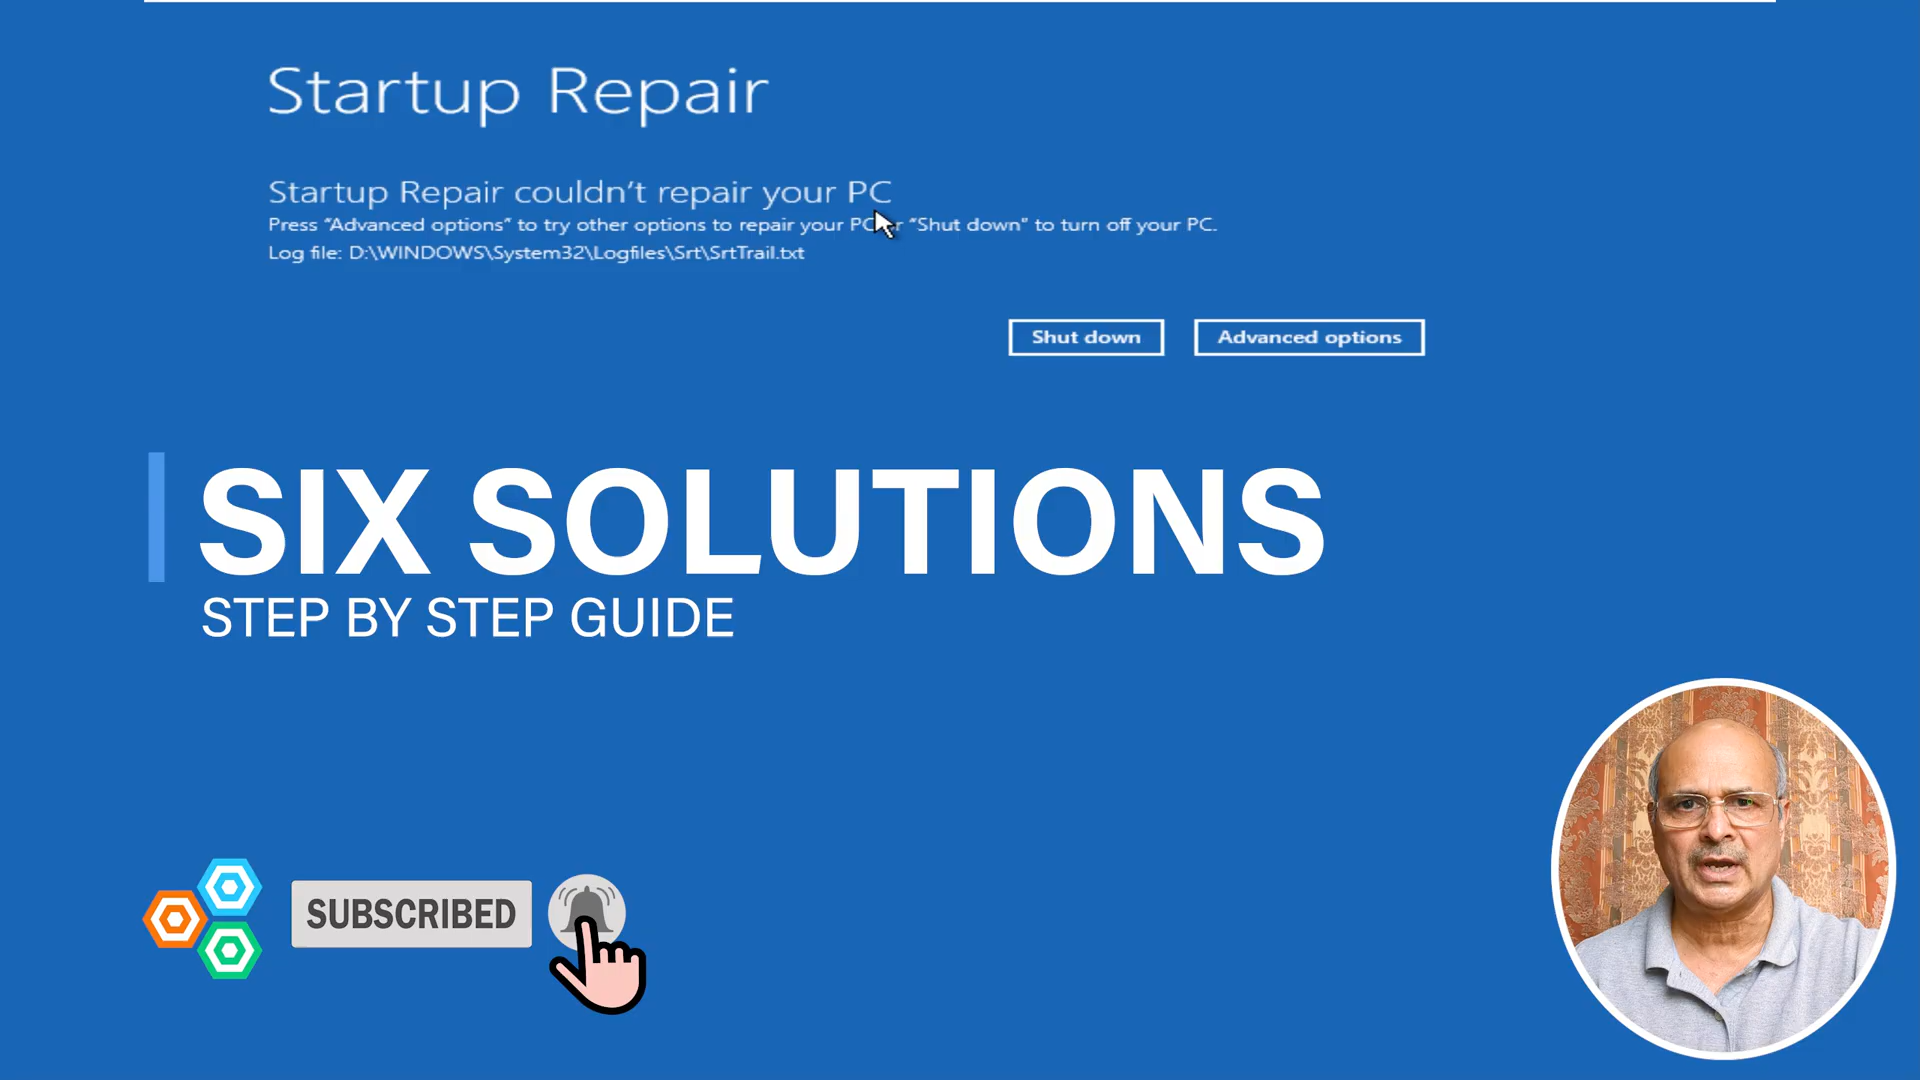 Startup Repair
Startup Repair couldn't repair your PC
Press “Advanced options” to try other options to repair your PC or “Shut down” to turn off your PC.
Log file: D:\WINDOWS\System32\Logfiles\Srt\SrtTrail.txt
Shut down
Advanced options
SIX SOLUTIONS
STEP BY STEP GUIDE
SUBSCRIBED